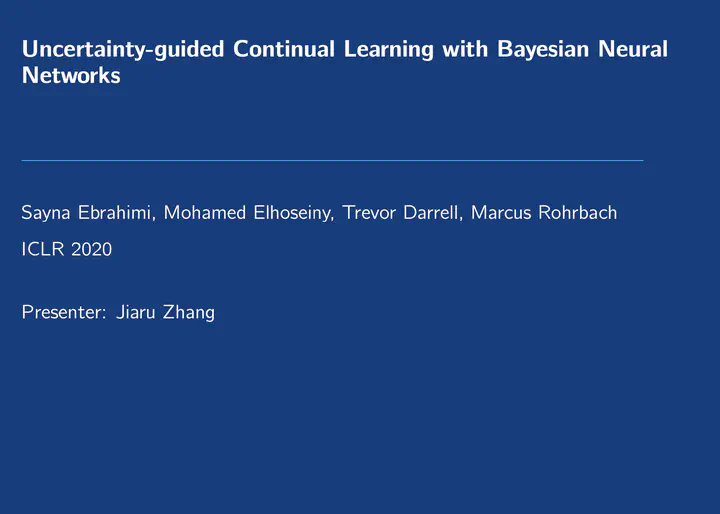 Uncertainty-guided Continual Learning with Bayesian Neural
Networks
Sayna Ebrahimi, Mohamed Elhoseiny, Trevor Darrell, Marcus Rohrbach
ICLR 2020
Presenter: Jiaru Zhang